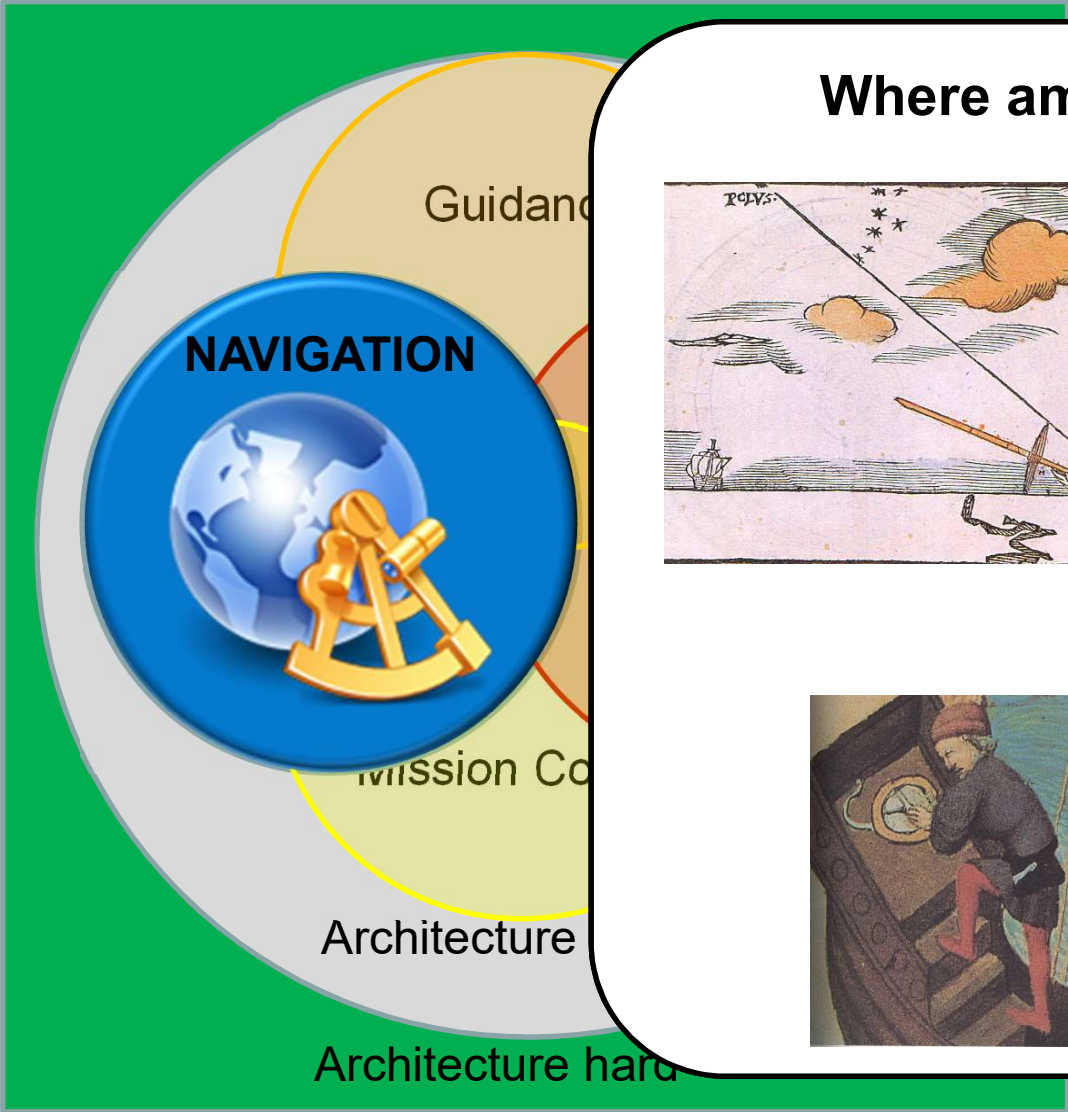 Where am
Guidanc
POLVS.
NAVIGATION
Mission Co
Architecture
Architecture hard